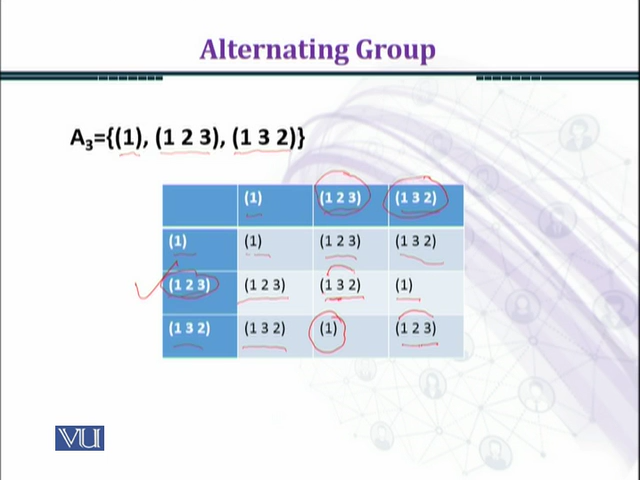 Alternating Group
A₃={(1), (1 2 3), (1 3 2)}
(1) (1 2 3) (1 3 2)
(1) (1) (1 2 3) (1 3 2)
(1 2 3) (1 2 3) (1 3 2) (1)
(1 3 2) (1 3 2) (1) (1 2 3)
VU